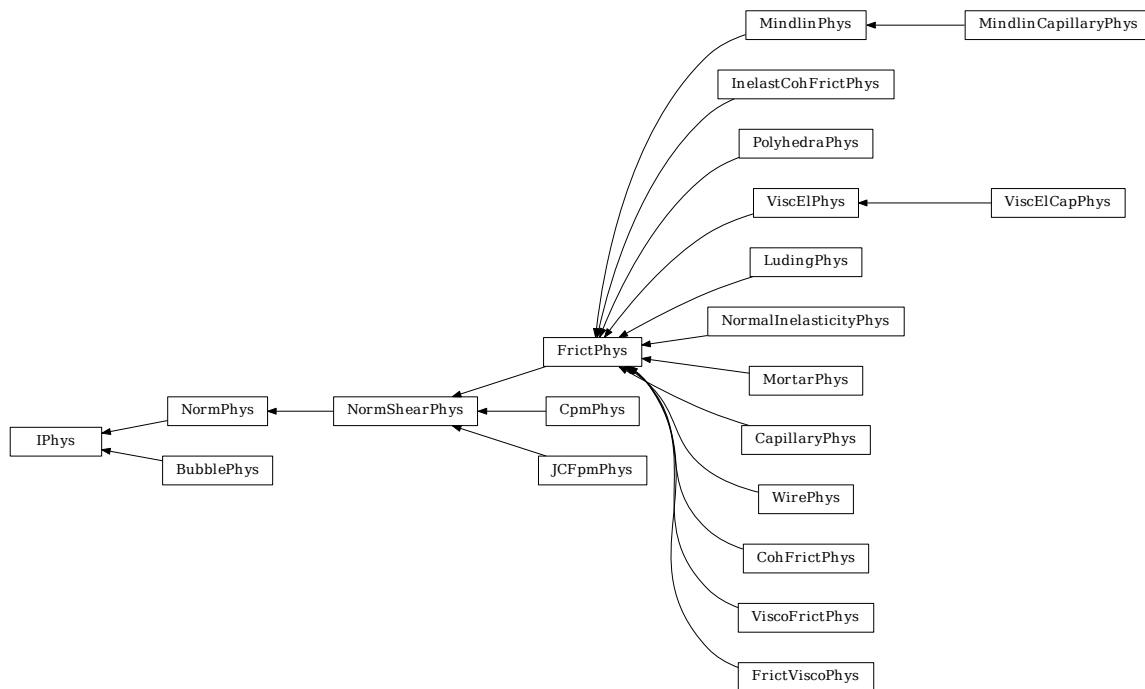 MindlinPhys
MindlinCapillaryPhys
InelastCohFrictPhys
PolyhedraPhys
ViscElPhys
ViscElCapPhys
LudingPhys
NormalInelasticityPhys
FrictPhys
MortarPhys
NormPhys
NormShearPhys
CpmPhys
IPhys
CapillaryPhys
BubblePhys
JCFpmPhys
WirePhys
CohFrictPhys
ViscoFrictPhys
FrictViscoPhys